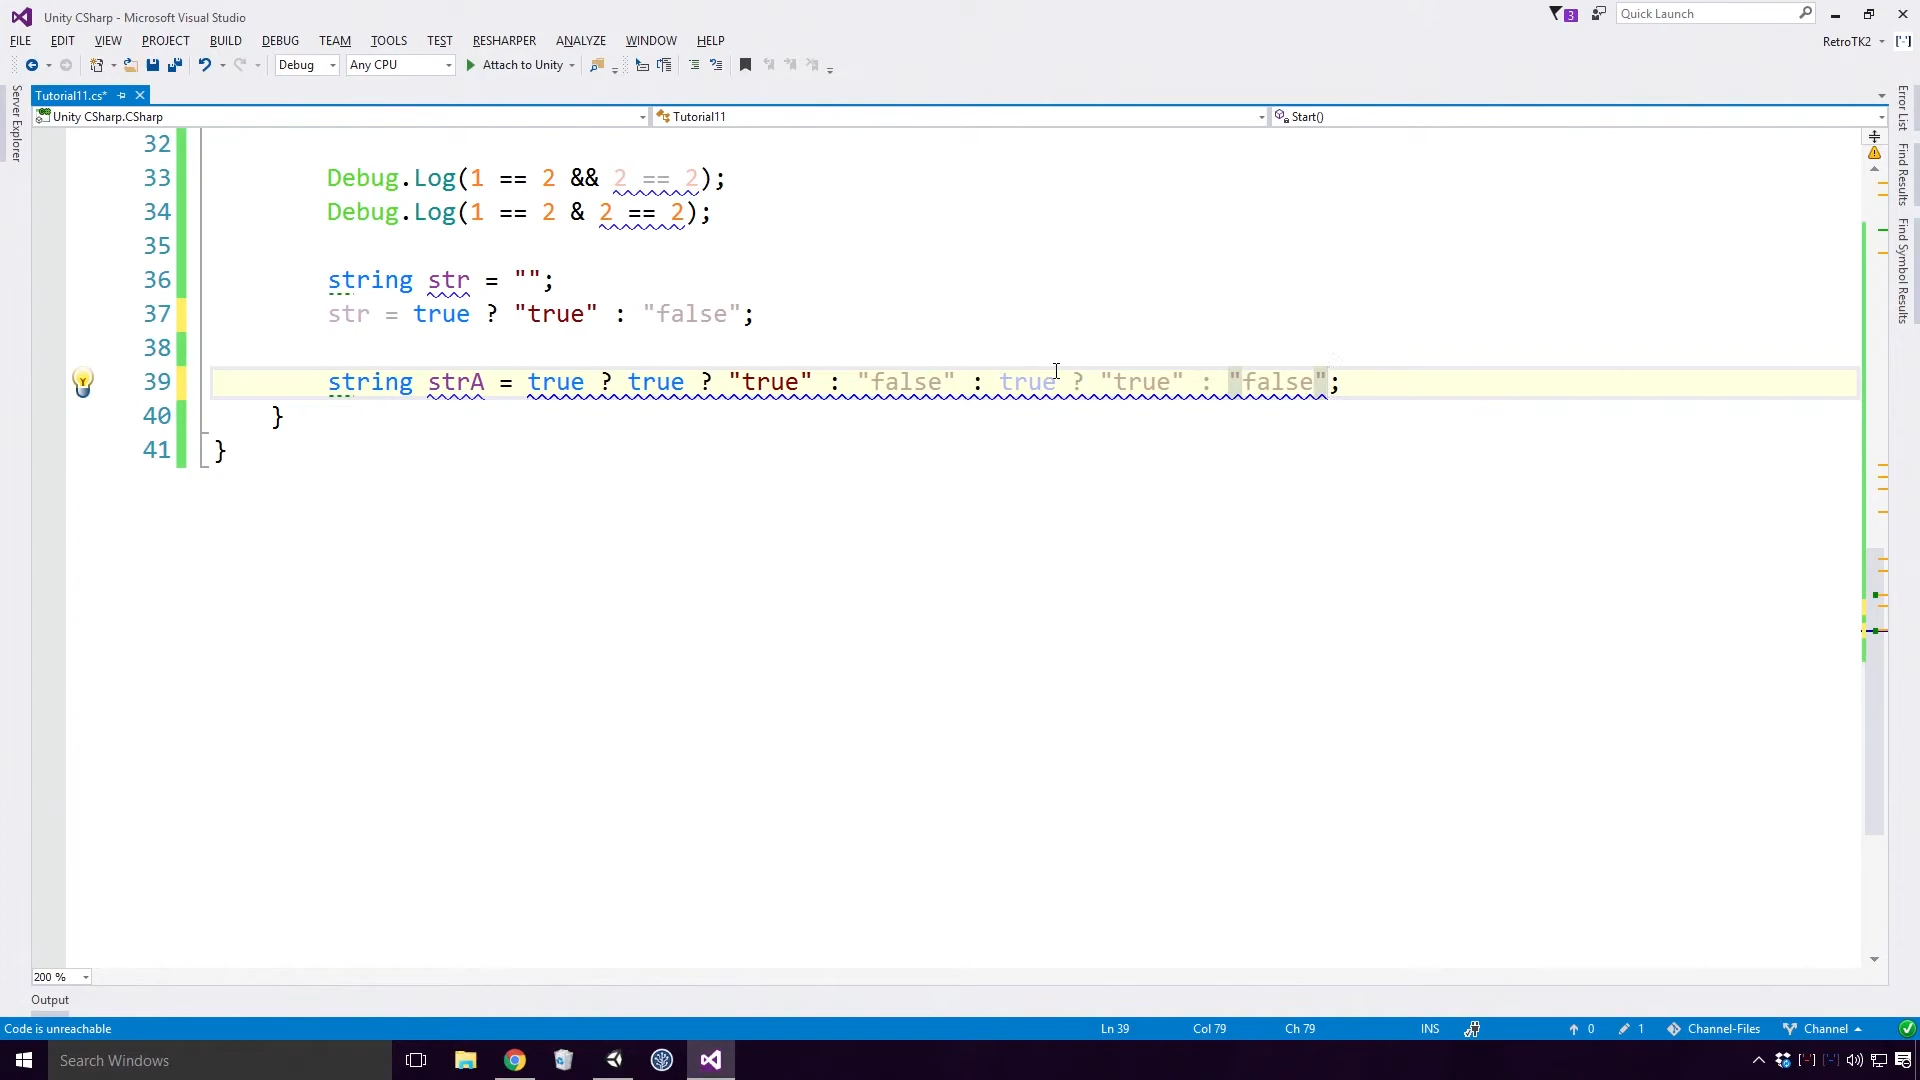 Unity CSharp - Microsoft Visual Studio
3
Quick Launch
FILE EDIT VIEW PROJECT BUILD DEBUG TEAM TOOLS TEST RESHARPER ANALYZE WINDOW HELP
RetroTK2
Debug Any CPU Attach to Unity
Tutorial11.cs*
Unity CSharp.CSharp Tutorial11 Start()
Server Explorer
Error List
Find Results
Find Symbol Results
32
33 Debug.Log(1 == 2 && 2 == 2);
34 Debug.Log(1 == 2 & 2 == 2);
35
36 string str = "";
37 str = true ? "true" : "false";
38
39 string strA = true ? true ? "true" : "false" : true ? "true" : "false";
40 }
41 }
200 %
Output
Code is unreachable Ln 39 Col 79 Ch 79 INS 0 1 Channel-Files Channel
Search Windows